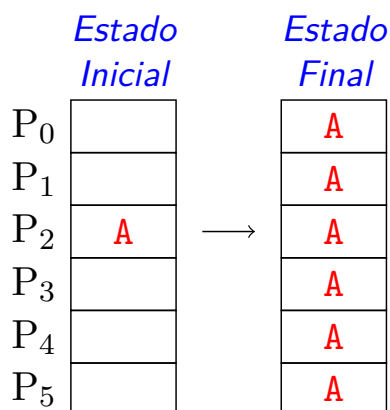 Estado Estado
Inicial Final
P0 A
P1 A
P2 A → A
P3 A
P4 A
P5 A